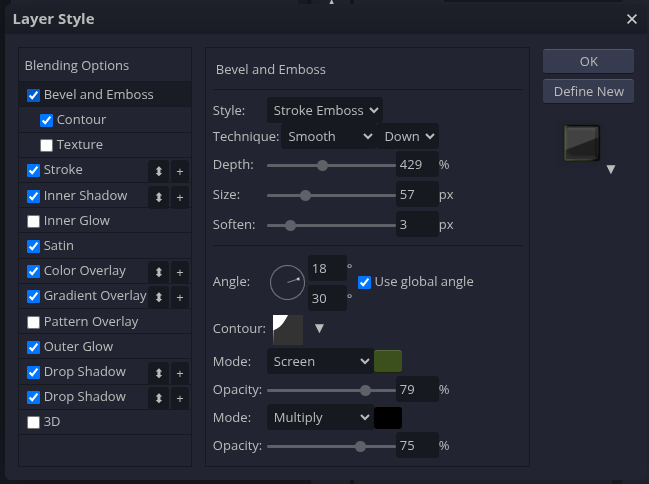 Layer Style ✕
Blending Options
Bevel and Emboss
Contour
Texture
Stroke +
Inner Shadow +
Inner Glow
Satin
Color Overlay +
Gradient Overlay +
Pattern Overlay
Outer Glow
Drop Shadow +
Drop Shadow +
3D
Bevel and Emboss
Style: Stroke Emboss
Technique: Smooth Down
Depth: 429 %
Size: 57 px
Soften: 3 px
Angle: 18 °
30 °
Use global angle
Contour:
Mode: Screen
Opacity: 79 %
Mode: Multiply
Opacity: 75 %
OK
Define New